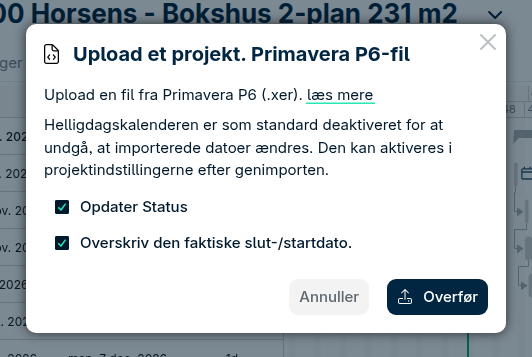 00 Horsens - Bokshus 2-plan 231 m2
Upload et projekt. Primavera P6-fil
Upload en fil fra Primavera P6 (.xer). læs mere
Helligdagskalenderen er som standard deaktiveret for at
undgå, at importerede datoer ændres. Den kan aktiveres i
projektindstillingerne efter genimporten.
Opdater Status
Overskriv den faktiske slut-/startdato.
Annuller
Overfør